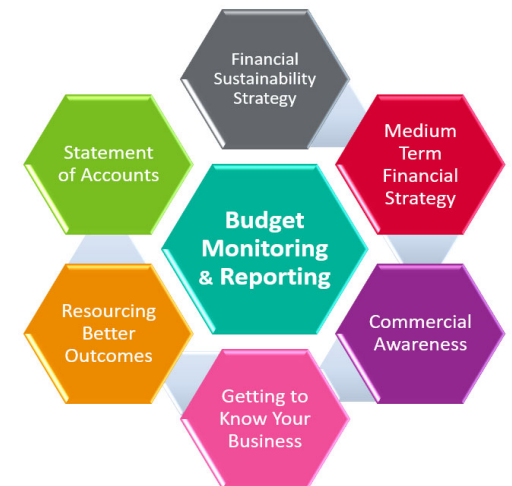 Financial
Sustainability
Strategy
Medium
Term
Financial
Strategy
Statement
of Accounts
Budget
Monitoring
& Reporting
Commercial
Awareness
Resourcing
Better
Outcomes
Getting to
Know Your
Business